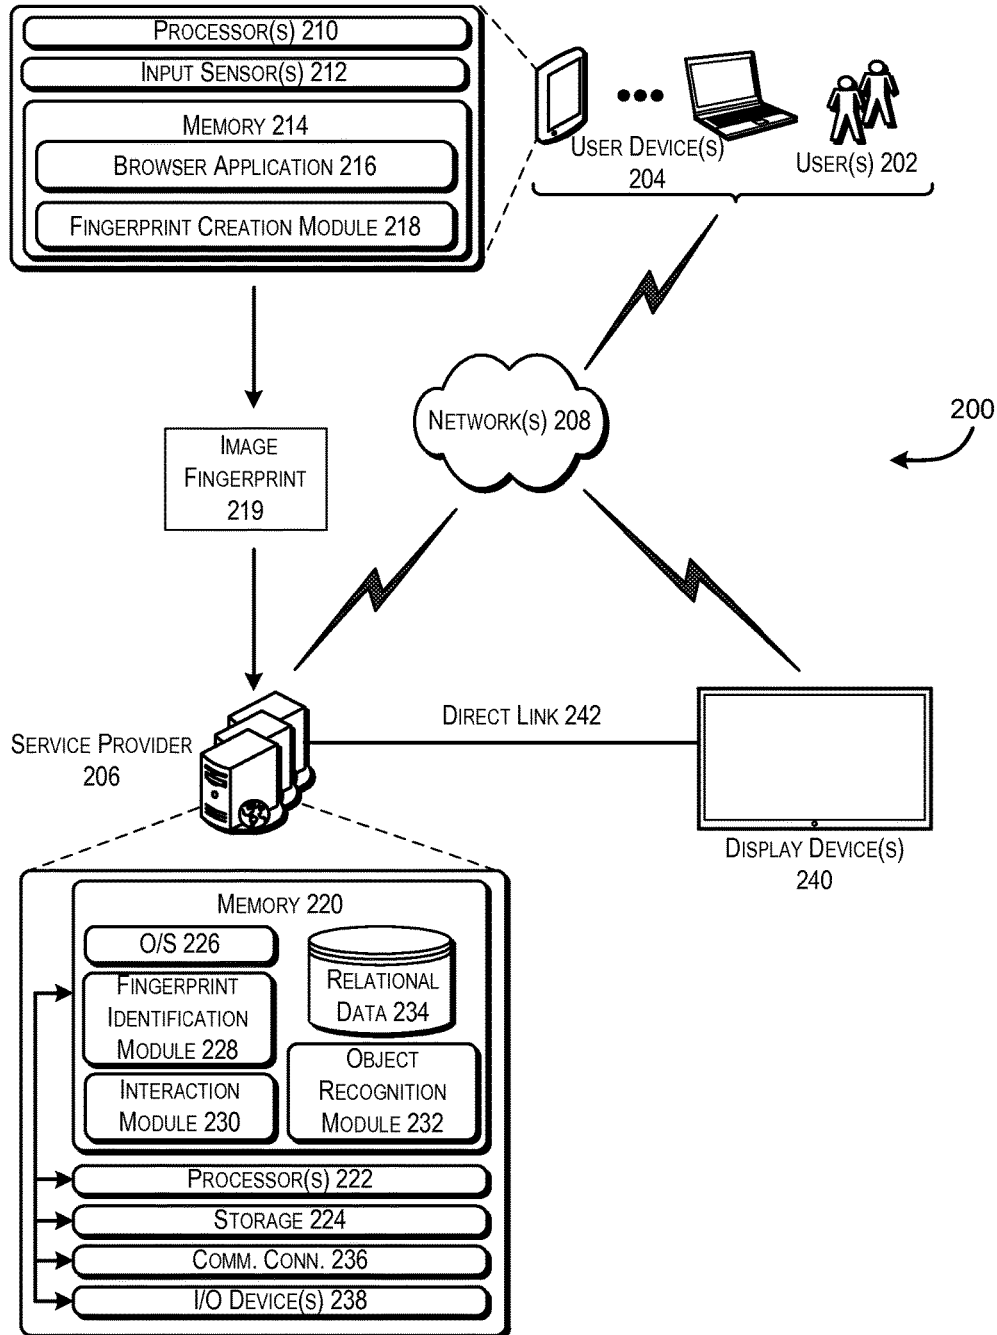 PROCESSOR(S) 210
INPUT SENSOR(S) 212
MEMORY 214
BROWSER APPLICATION 216
FINGERPRINT CREATION MODULE 218
USER DEVICE(S)
204
USER(S) 202
NETWORK(S) 208
200
IMAGE
FINGERPRINT
219
SERVICE PROVIDER
206
DIRECT LINK 242
DISPLAY DEVICE(S)
240
MEMORY 220
O/S 226
FINGERPRINT
IDENTIFICATION
MODULE 228
INTERACTION
MODULE 230
RELATIONAL
DATA 234
OBJECT
RECOGNITION
MODULE 232
PROCESSOR(S) 222
STORAGE 224
COMM. CONN. 236
I/O DEVICE(S) 238